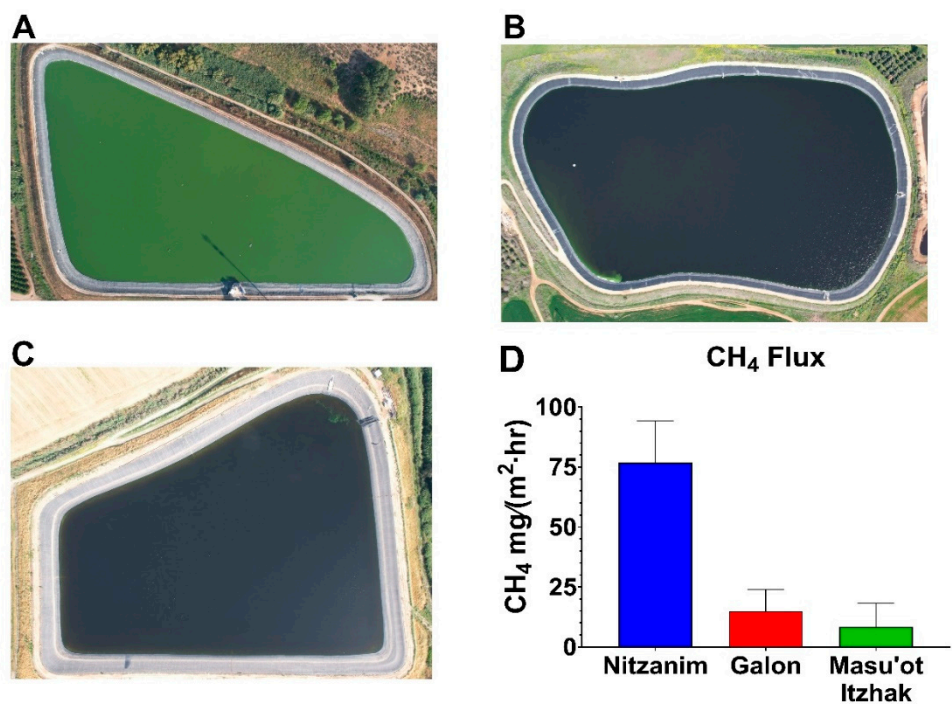 A
B
C
D
CH₄ Flux
CH₄ mg/(m²·hr)
100
75
50
25
0
Nitzanim
Galon
Masu'ot
Itzhak